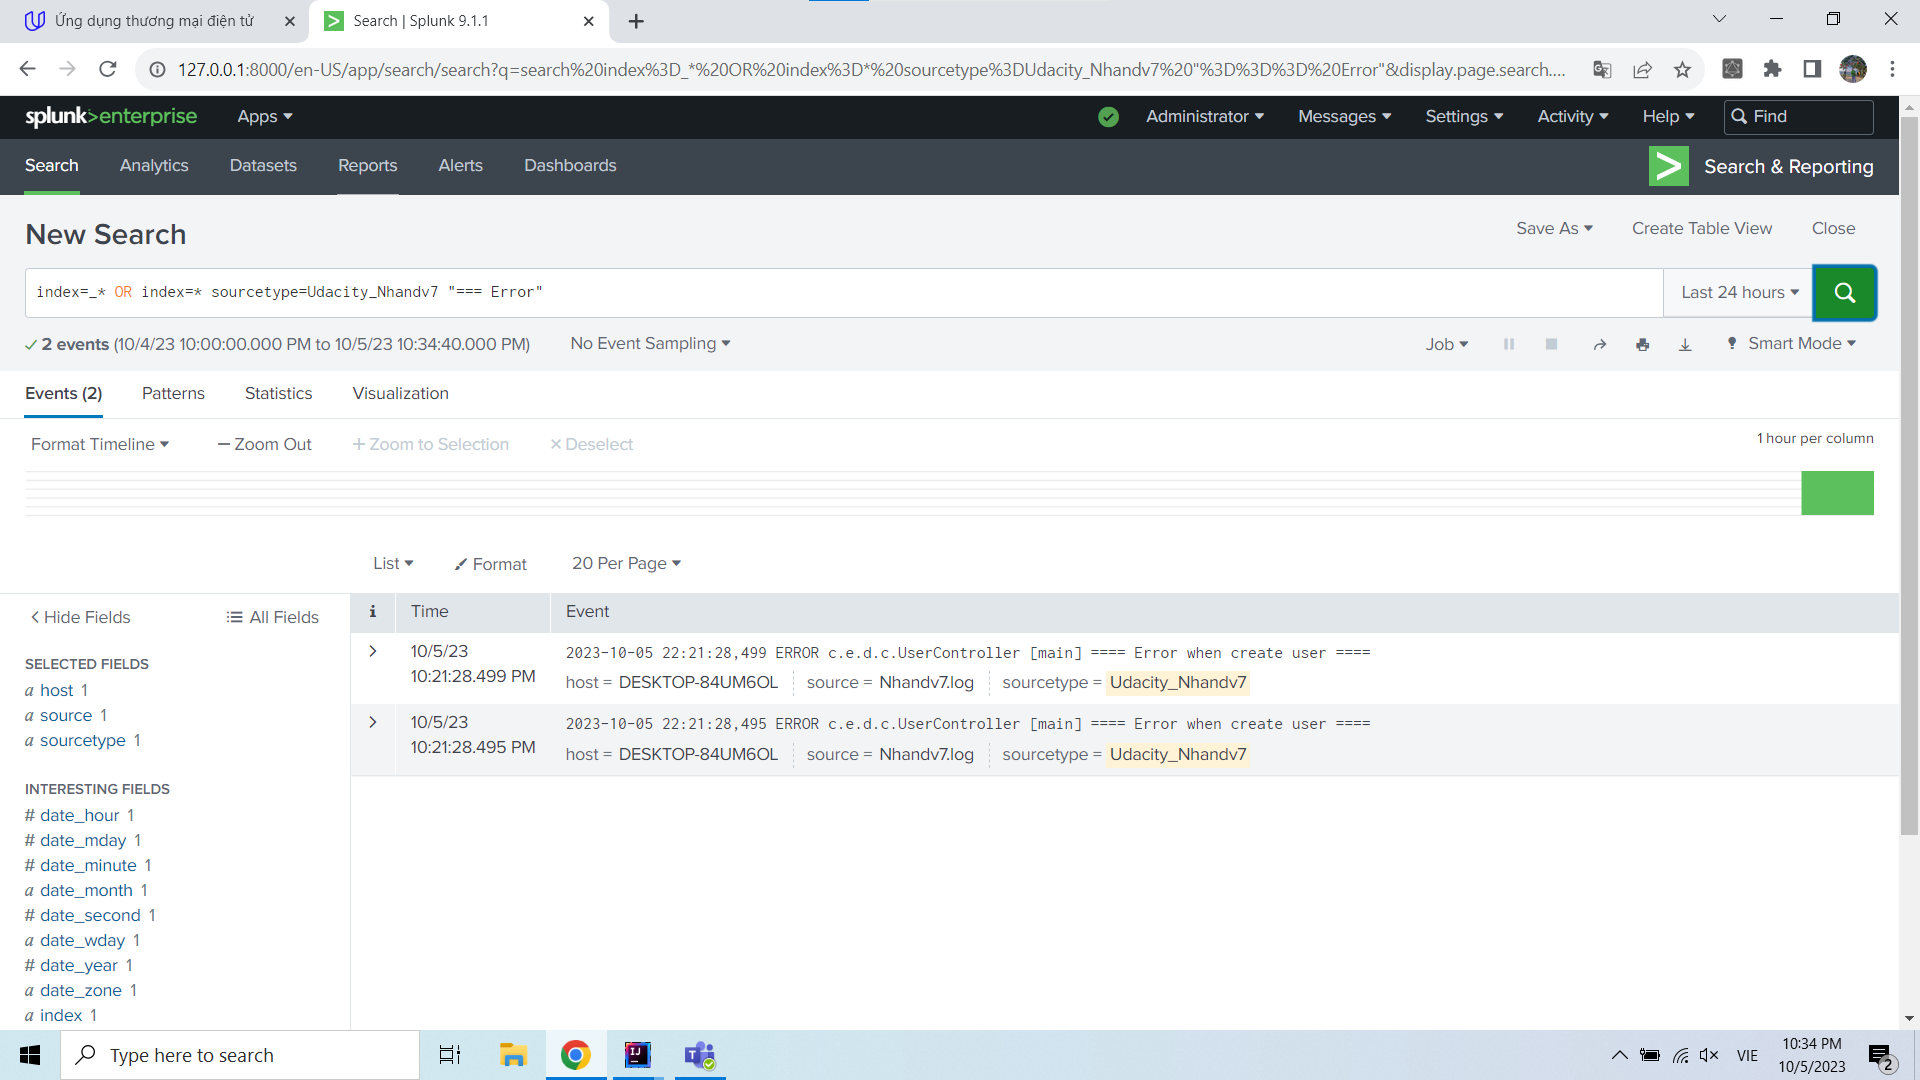 Ứng dụng thương mại điện tử
Search | Splunk 9.1.1
127.0.0.1:8000/en-US/app/search/search?q=search%20index%3D_*%20OR%20index%3D*%20sourcetype%3DUdacity_Nhandv7%20"%3D%3D%3D%20Error"&display.page.search....
splunk>enterprise Apps Administrator Messages Settings Activity Help Find
Search Analytics Datasets Reports Alerts Dashboards Search & Reporting
New Search Save As Create Table View Close
index=_* OR index=* sourcetype=Udacity_Nhandv7 "=== Error" Last 24 hours
2 events (10/4/23 10:00:00.000 PM to 10/5/23 10:34:40.000 PM) No Event Sampling Job Smart Mode
Events (2) Patterns Statistics Visualization
Format Timeline — Zoom Out + Zoom to Selection × Deselect 1 hour per column
List Format 20 Per Page
< Hide Fields All Fields i Time Event
SELECTED FIELDS
a host 1
a source 1
a sourcetype 1
INTERESTING FIELDS
# date_hour 1
# date_mday 1
# date_minute 1
a date_month 1
# date_second 1
a date_wday 1
# date_year 1
a date_zone 1
a index 1
10/5/23
10:21:28.499 PM
2023-10-05 22:21:28,499 ERROR c.e.d.c.UserController [main] ==== Error when create user ====
host = DESKTOP-84UM6OL source = Nhandv7.log sourcetype = Udacity_Nhandv7
10/5/23
10:21:28.495 PM
2023-10-05 22:21:28,495 ERROR c.e.d.c.UserController [main] ==== Error when create user ====
host = DESKTOP-84UM6OL source = Nhandv7.log sourcetype = Udacity_Nhandv7
Type here to search
IJ
VIE
10:34 PM
10/5/2023
2